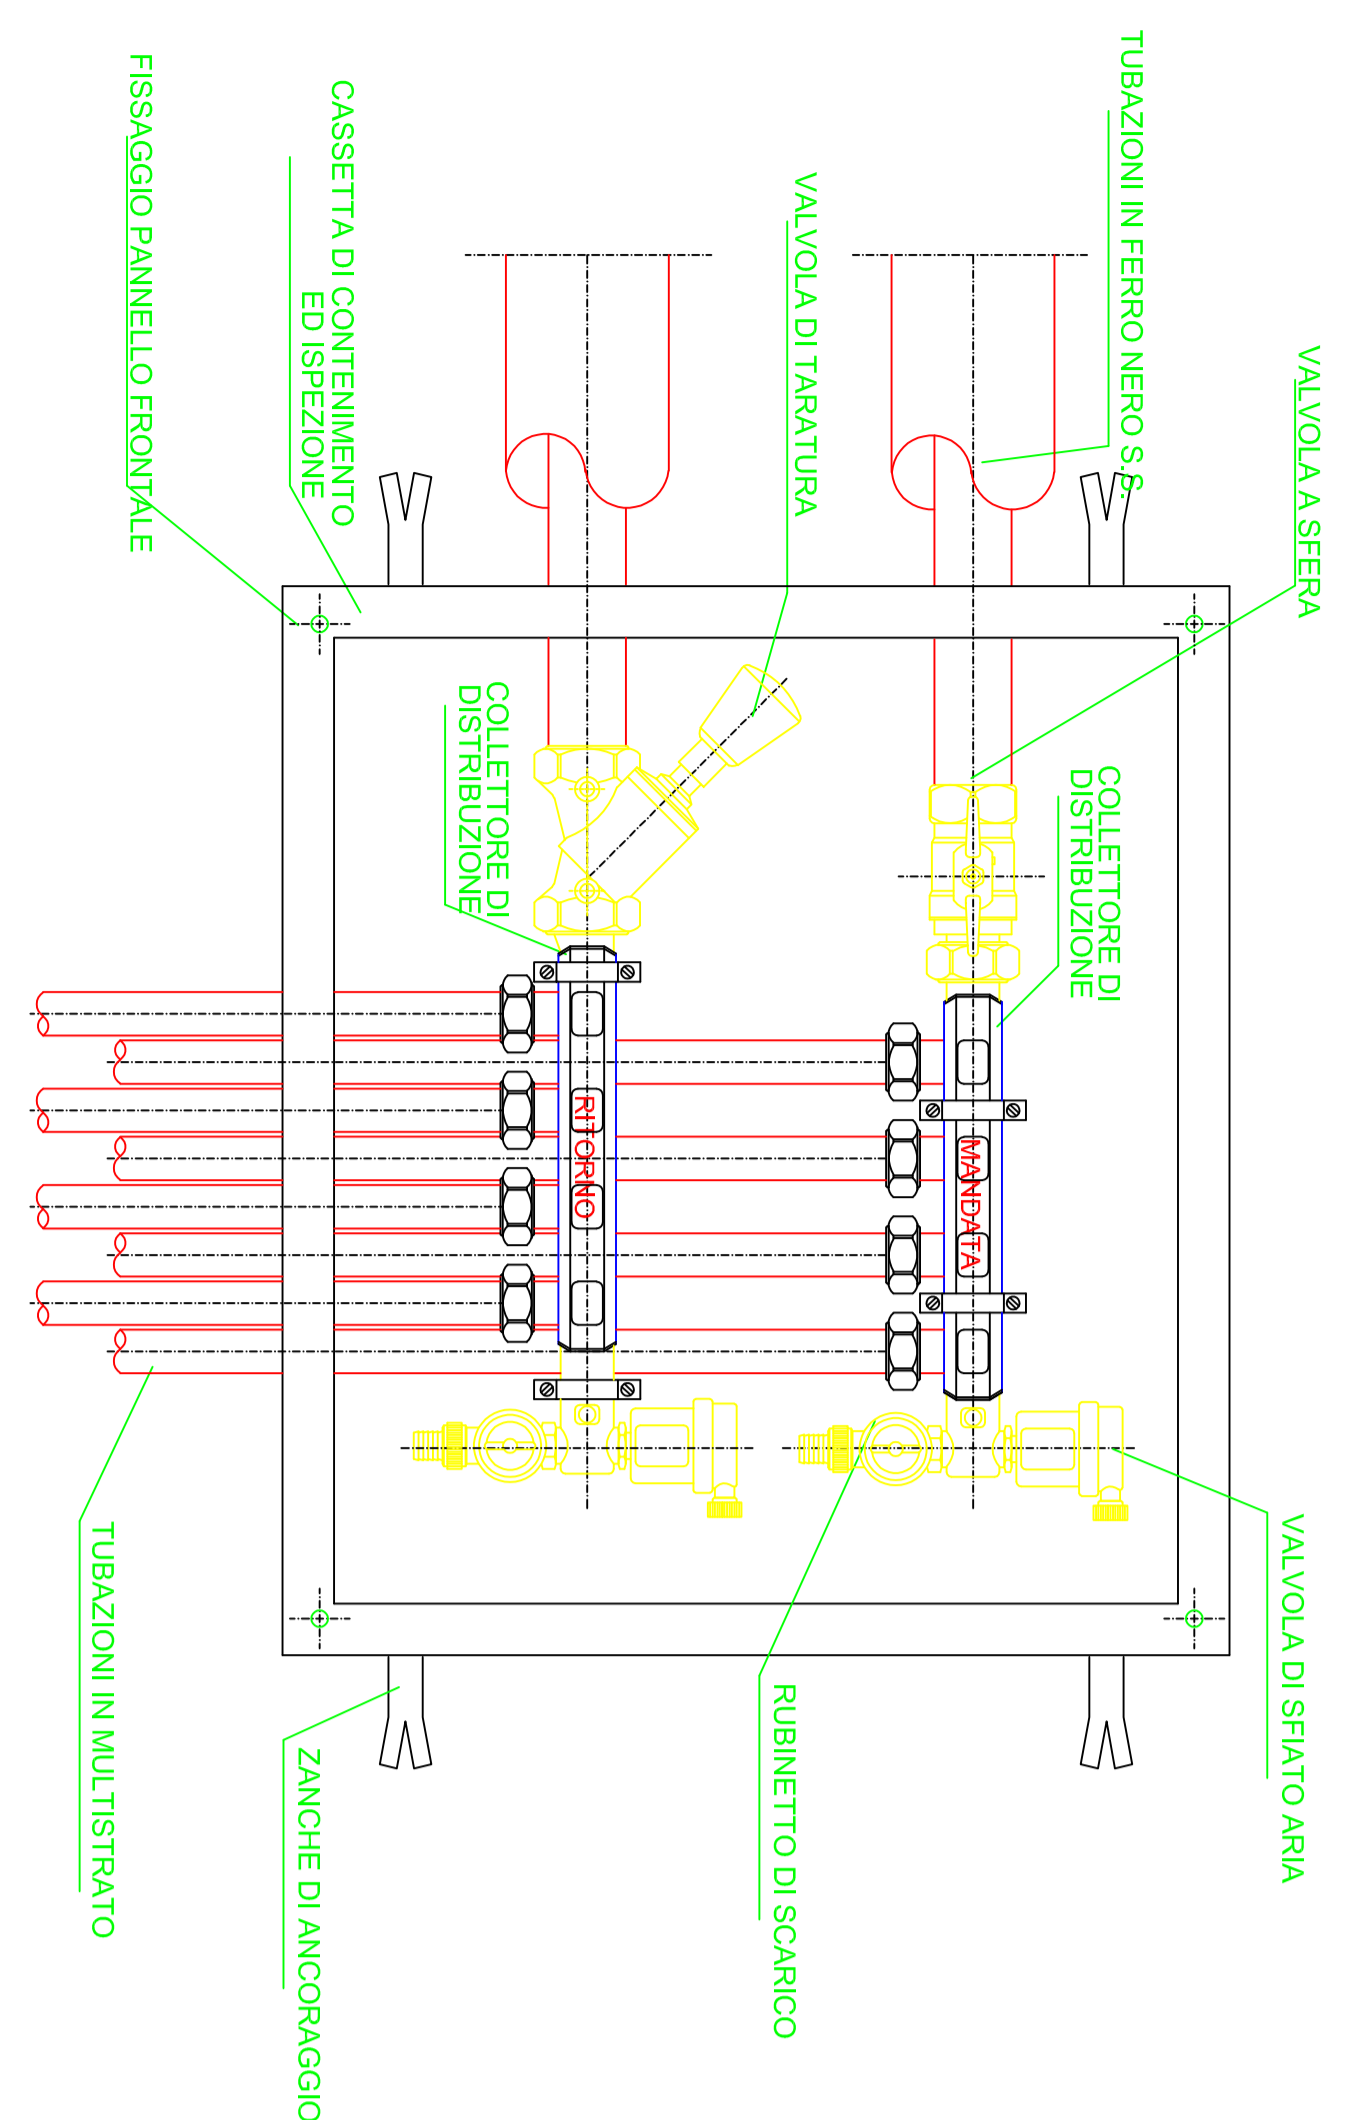 VALVOLA A SFERA
VALVOLA DI SFIATO ARIA
TUBAZIONI IN FERRO NERO S.S.
COLLETTORE DI
DISTRIBUZIONE
MANDATA
VALVOLA DI TARATURA
RUBINETTO DI SCARICO
RITORNO
COLLETTORE DI
DISTRIBUZIONE
CASSETTA DI CONTENIMENTO
ED ISPEZIONE
ZANCHE DI ANCORAGGIO
FISSAGGIO PANNELLO FRONTALE
TUBAZIONI IN MULTISTRATO